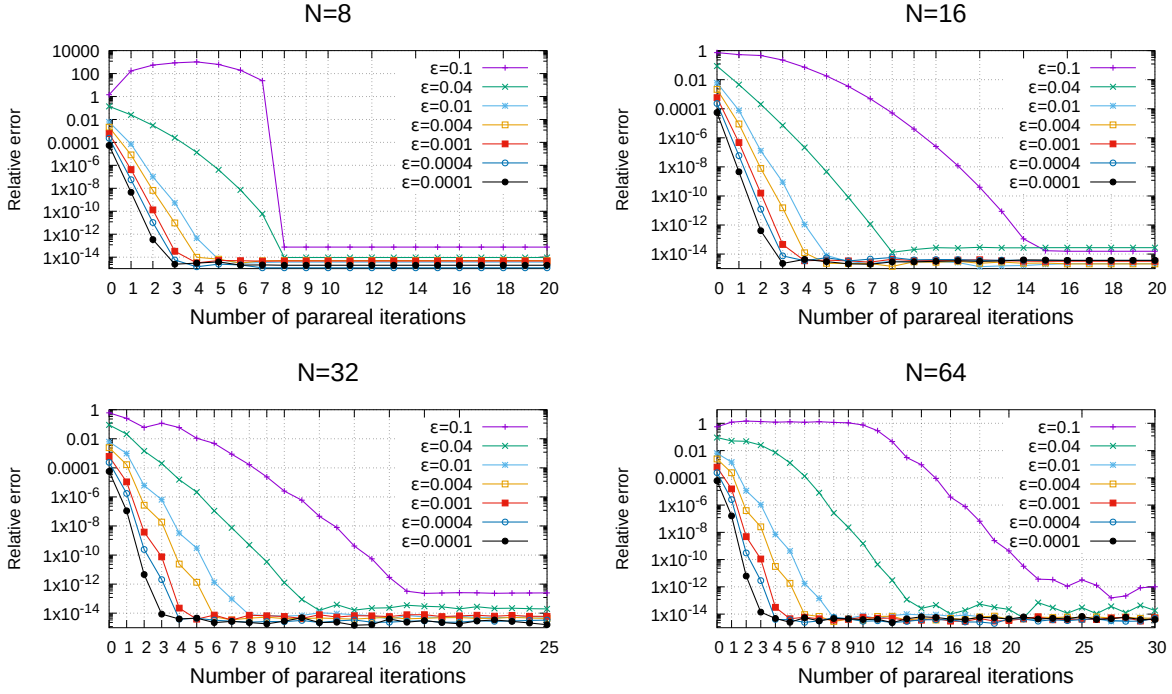 N=8
10000
100
1
0.01
0.0001
1x10⁻⁶
1x10⁻⁸
1x10⁻¹⁰
1x10⁻¹²
1x10⁻¹⁴
Relative error
ε=0.1
ε=0.04
ε=0.01
ε=0.004
ε=0.001
ε=0.0004
ε=0.0001
0 1 2 3 4 5 6 7 8 9 10 12 14 16 18 20
Number of parareal iterations
N=16
1
0.01
0.0001
1x10⁻⁶
1x10⁻⁸
1x10⁻¹⁰
1x10⁻¹²
1x10⁻¹⁴
Relative error
ε=0.1
ε=0.04
ε=0.01
ε=0.004
ε=0.001
ε=0.0004
ε=0.0001
0 1 2 3 4 5 6 7 8 9 10 12 14 16 18 20
Number of parareal iterations
N=32
1
0.01
0.0001
1x10⁻⁶
1x10⁻⁸
1x10⁻¹⁰
1x10⁻¹²
1x10⁻¹⁴
Relative error
ε=0.1
ε=0.04
ε=0.01
ε=0.004
ε=0.001
ε=0.0004
ε=0.0001
0 1 2 3 4 5 6 7 8 9 10 12 14 16 18 20 25
Number of parareal iterations
N=64
1
0.01
0.0001
1x10⁻⁶
1x10⁻⁸
1x10⁻¹⁰
1x10⁻¹²
1x10⁻¹⁴
Relative error
ε=0.1
ε=0.04
ε=0.01
ε=0.004
ε=0.001
ε=0.0004
ε=0.0001
0 1 2 3 4 5 6 7 8 9 10 12 14 16 18 20 25 30
Number of parareal iterations